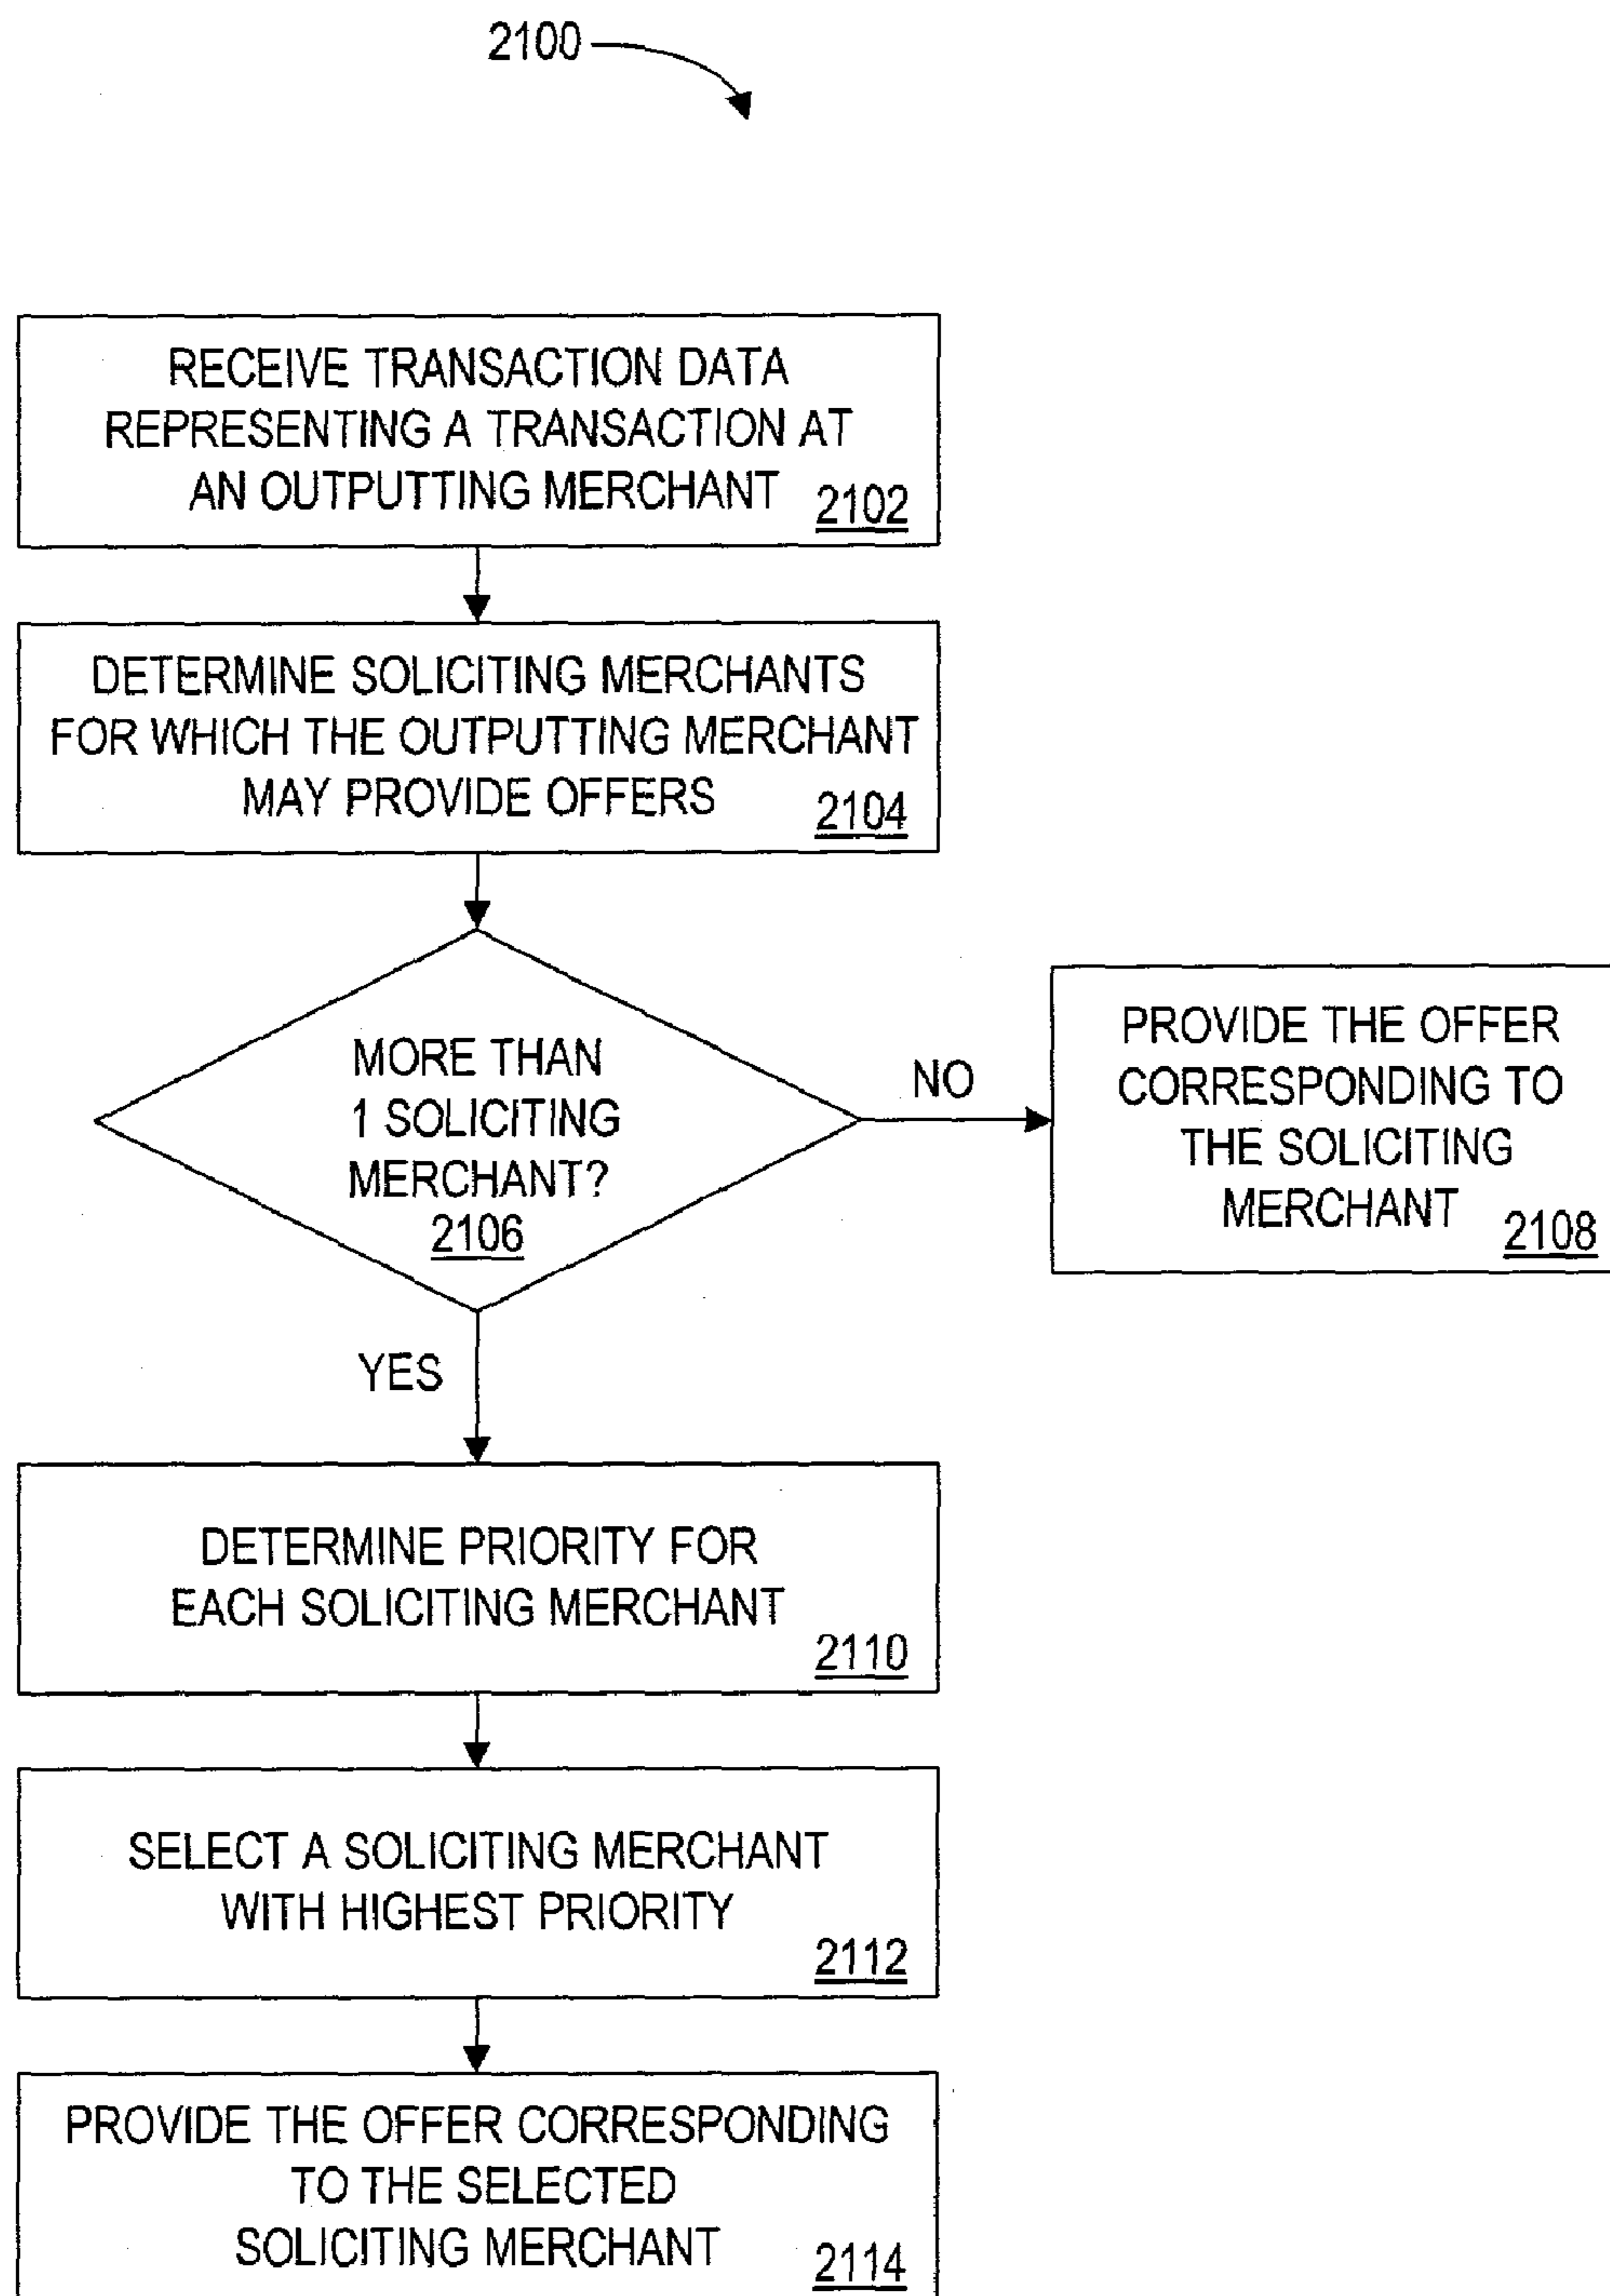 2100
RECEIVE TRANSACTION DATA
REPRESENTING A TRANSACTION AT
AN OUTPUTTING MERCHANT
2102
DETERMINE SOLICITING MERCHANTS
FOR WHICH THE OUTPUTTING MERCHANT
MAY PROVIDE OFFERS
2104
MORE THAN
1 SOLICITING
MERCHANT?
2106
NO
PROVIDE THE OFFER
CORRESPONDING TO
THE SOLICITING
MERCHANT
2108
YES
DETERMINE PRIORITY FOR
EACH SOLICITING MERCHANT
2110
SELECT A SOLICITING MERCHANT
WITH HIGHEST PRIORITY
2112
PROVIDE THE OFFER CORRESPONDING
TO THE SELECTED
SOLICITING MERCHANT
2114